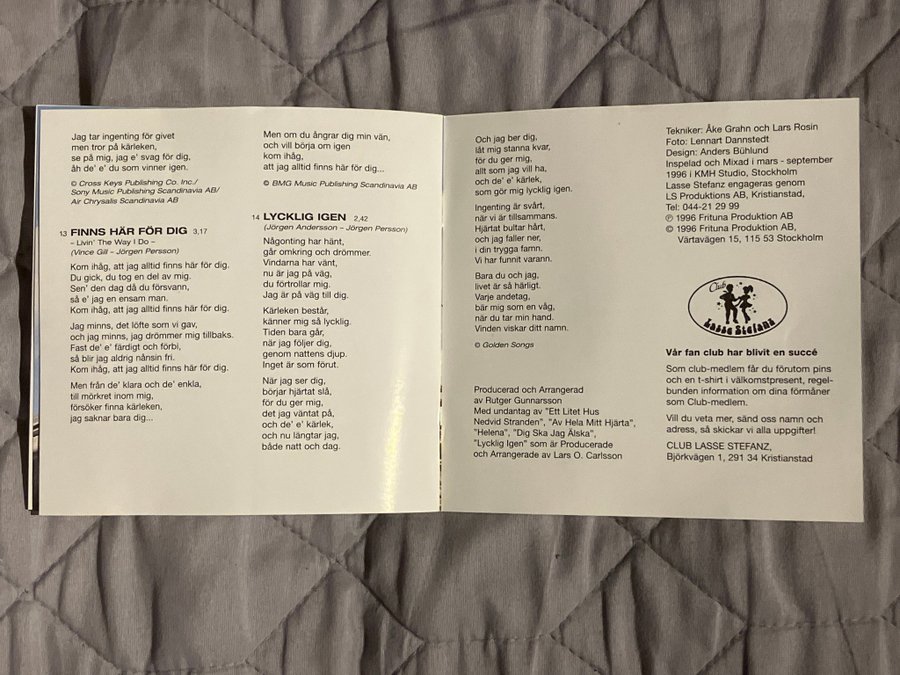 Jag tar ingenting för givet
men tror på kärleken,
se på mig, jag e' svag för dig,
åh de' e' du som vinner igen.
© Cross Keys Publishing Co. Inc./
Sony Music Publishing Scandinavia AB/
Air Chrysalis Scandinavia AB
13 FINNS HÄR FÖR DIG 3,17
– Livin' The Way I Do –
(Vince Gill - Jörgen Persson)
Kom ihåg, att jag alltid finns här för dig.
Du gick, du tog en del av mig.
Sen' den dag då du försvann,
så e' jag en ensam man.
Kom ihåg, att jag alltid finns här för dig.
Jag minns, det löfte som vi gav,
och jag minns, jag drömmer mig tillbaks.
Fast de' e' färdigt och förbi,
så blir jag aldrig nånsin fri.
Kom ihåg, att jag alltid finns här för dig.
Men från de' klara och de' enkla,
till mörkret inom mig,
försöker finna kärleken,
jag saknar bara dig...
Men om du ångrar dig min vän,
och vill börja om igen
kom ihåg,
att jag alltid finns här för dig...
© BMG Music Publishing Scandinavia AB
14 LYCKLIG IGEN 2,42
(Jörgen Andersson – Jörgen Persson)
Någonting har hänt,
går omkring och drömmer.
Vindarna har vänt,
nu är jag på väg,
du förtrollar mig.
Jag är på väg till dig.
Kärleken består,
känner mig så lycklig.
Tiden bara går,
när jag följer dig,
genom nattens djup.
Inget är som förut.
När jag ser dig,
börjar hjärtat slå,
för du ger mig,
det jag väntat på,
och de' e' kärlek,
och nu längtar jag,
både natt och dag.
Och jag ber dig,
låt mig stanna kvar,
för du ger mig,
allt som jag vill ha,
och de' e' kärlek,
som gör mig lycklig igen.
Ingenting är svårt,
när vi är tillsammans.
Hjärtat bultar hårt,
och jag faller ner,
i din trygga famn.
Vi har funnit varann.
Bara du och jag,
livet är så härligt.
Varje andetag,
bär mig som en våg,
när du tar min hand.
Vinden viskar ditt namn.
© Golden Songs
Producerad och Arrangerad
av Rutger Gunnarsson
Med undantag av "Ett Litet Hus
Nedvid Stranden", "Av Hela Mitt Hjärta",
"Helena", "Dig Ska Jag Älska",
"Lycklig Igen" som är Producerade
och Arrangerade av Lars O. Carlsson
Tekniker: Åke Grahn och Lars Rosin
Foto: Lennart Dannstedt
Design: Anders Bühlund
Inspelad och Mixad i mars - september
1996 i KMH Studio, Stockholm
Lasse Stefanz engageras genom
LS Produktions AB, Kristianstad,
Tel: 044-21 29 99
℗ 1996 Frituna Produktion AB
© 1996 Frituna Produktion AB
Värtavägen 15, 115 53 Stockholm
Club
Lasse Stefanz
Vår fan club har blivit en succé
Som club-medlem får du förutom pins
och en t-shirt i välkomstpresent, regel-
bunden information om dina förmåner
som Club-medlem.
Vill du veta mer, sänd oss namn och
adress, så skickar vi alla uppgifter!
CLUB LASSE STEFANZ,
Björkvägen 1, 291 34 Kristianstad